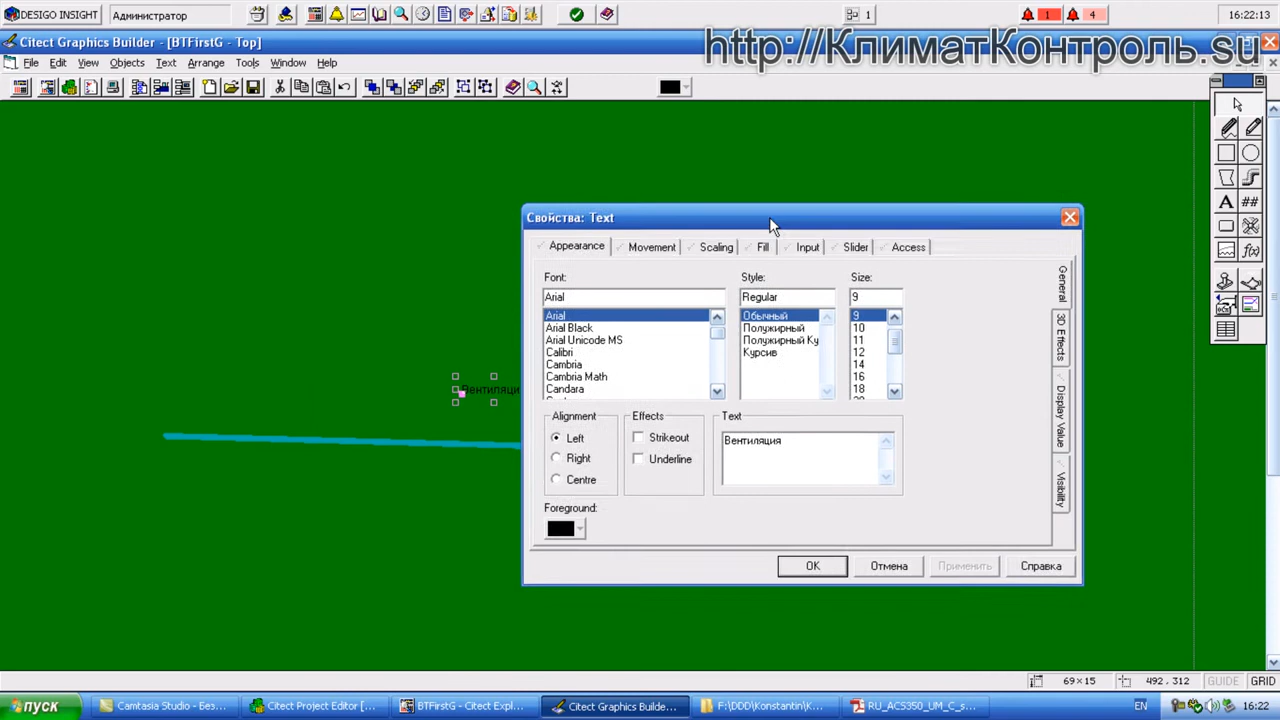 DESIGO INSIGHT Администратор 1 1 4 16:22:13
Citect Graphics Builder - [BTFirstG - Top]
http://КлиматКонтроль.su
File Edit View Objects Text Arrange Tools Window Help
A ##
f(x)
Свойства: Text
Appearance Movement Scaling Fill Input Slider Access
General
3D Effects
Display Value
Visibility
Font: Style: Size:
Arial Regular 9
Arial Обычный 9
Arial Black Полужирный 10
Arial Unicode MS Полужирный Ку 11
Calibri Курсив 12
Cambria 14
Cambria Math 16
Candara 18
Вентиляци
Alignment Effects Text
Left Strikeout Вентиляция
Right Underline
Centre
Foreground:
OK Отмена Применить Справка
69×15 492, 312 GUIDE GRID
пуск Camtasia Studio - Без... Citect Project Editor [... BTFirstG - Citect Expl... Citect Graphics Builde... F:\DDD\Konstantin\К... RU_ACS350_UM_C_s... EN 16:22